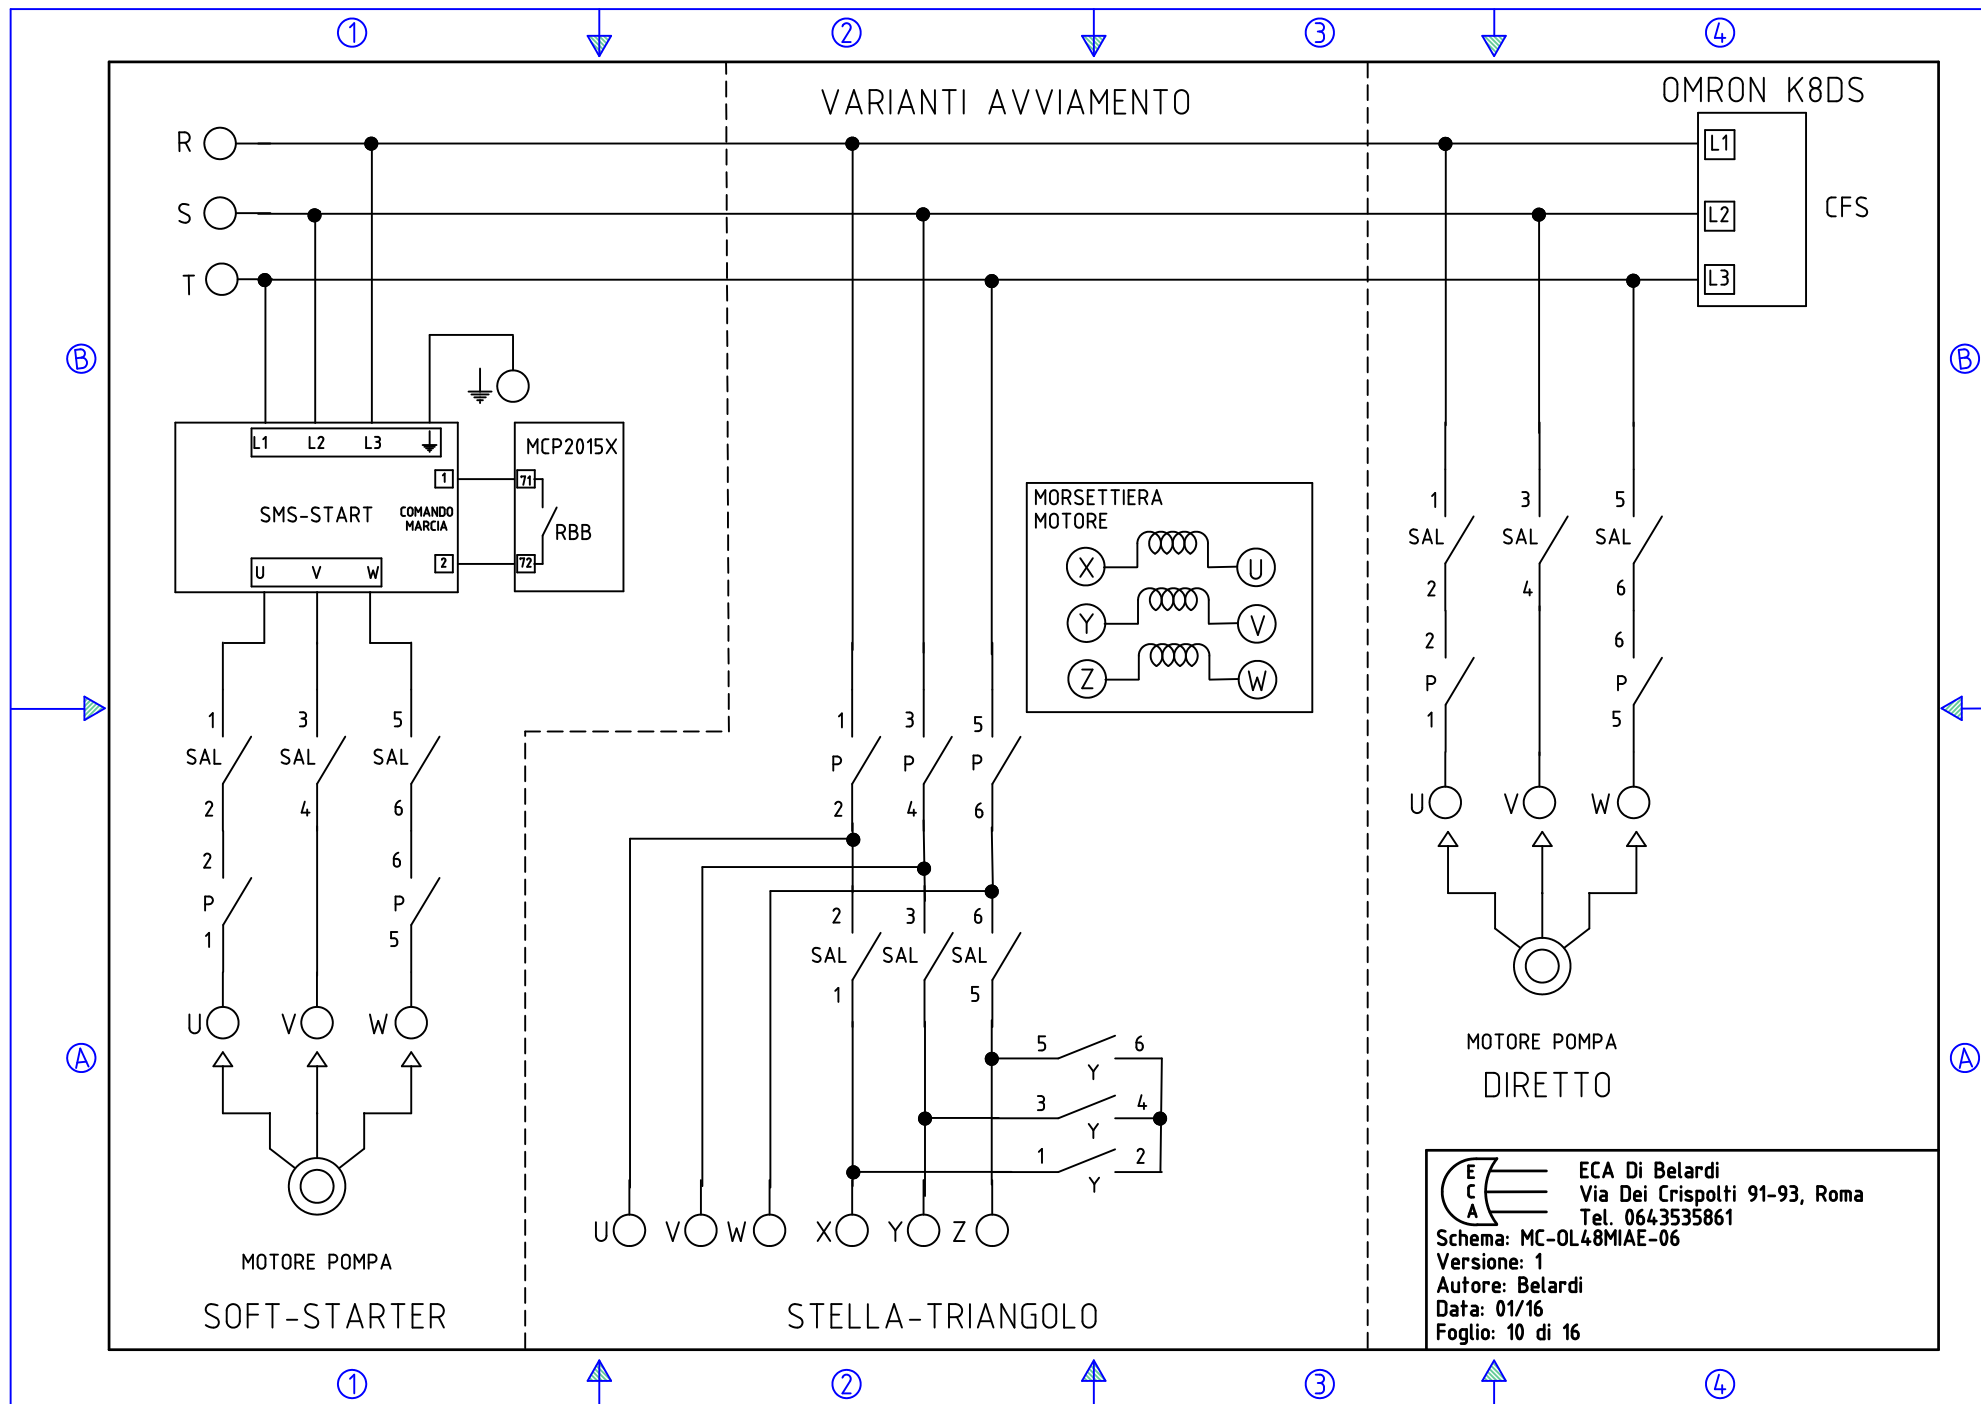 1 2 3 4
VARIANTI AVVIAMENTO
OMRON K8DS
R
S
T
L1
L2
L3
CFS
B
B
L1 L2 L3
SMS-START
COMANDO
MARCIA
1
2
U V W
MCP2015X
71
RBB
72
1 3 5
SAL SAL SAL
2 4 6
2 6
P P
1 5
U V W
MOTORE POMPA
SOFT-STARTER
MORSETTIERA
MOTORE
X U
Y V
Z W
1 3 5
P P P
2 4 6
2 3 6
SAL SAL SAL
1 5
5 6
Y
3 4
Y
1 2
Y
U V W X Y Z
STELLA-TRIANGOLO
1 3 5
SAL SAL SAL
2 4 6
2 6
P P
1 5
U V W
MOTORE POMPA
DIRETTO
A
A
E
C
A
ECA Di Belardi
Via Dei Crispolti 91-93, Roma
Tel. 0643535861
Schema: MC-OL48MIAE-06
Versione: 1
Autore: Belardi
Data: 01/16
Foglio: 10 di 16
1 2 3 4